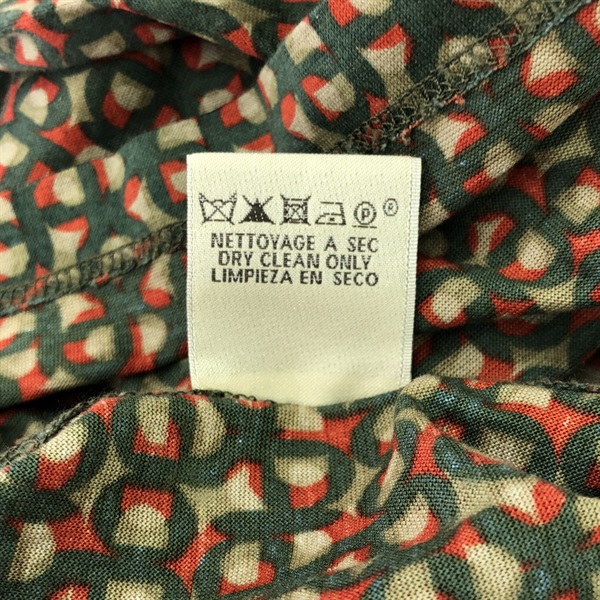 P ®
NETTOYAGE A SEC
DRY CLEAN ONLY
LIMPIEZA EN SECO